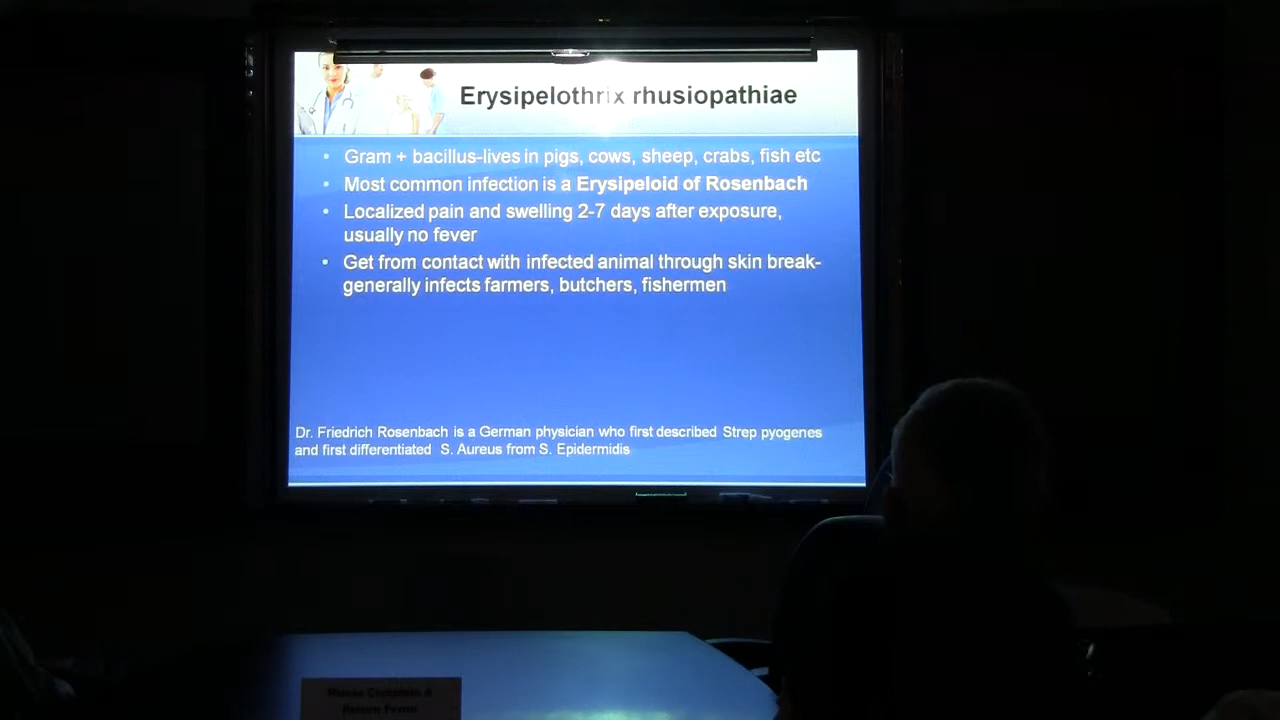 Erysipelothrix rhusiopathiae
• Gram + bacillus-lives in pigs, cows, sheep, crabs, fish etc
• Most common infection is a Erysipeloid of Rosenbach
• Localized pain and swelling 2-7 days after exposure,
usually no fever
• Get from contact with infected animal through skin break-
generally infects farmers, butchers, fishermen
Dr. Friedrich Rosenbach is a German physician who first described Strep pyogenes
and first differentiated S. Aureus from S. Epidermidis